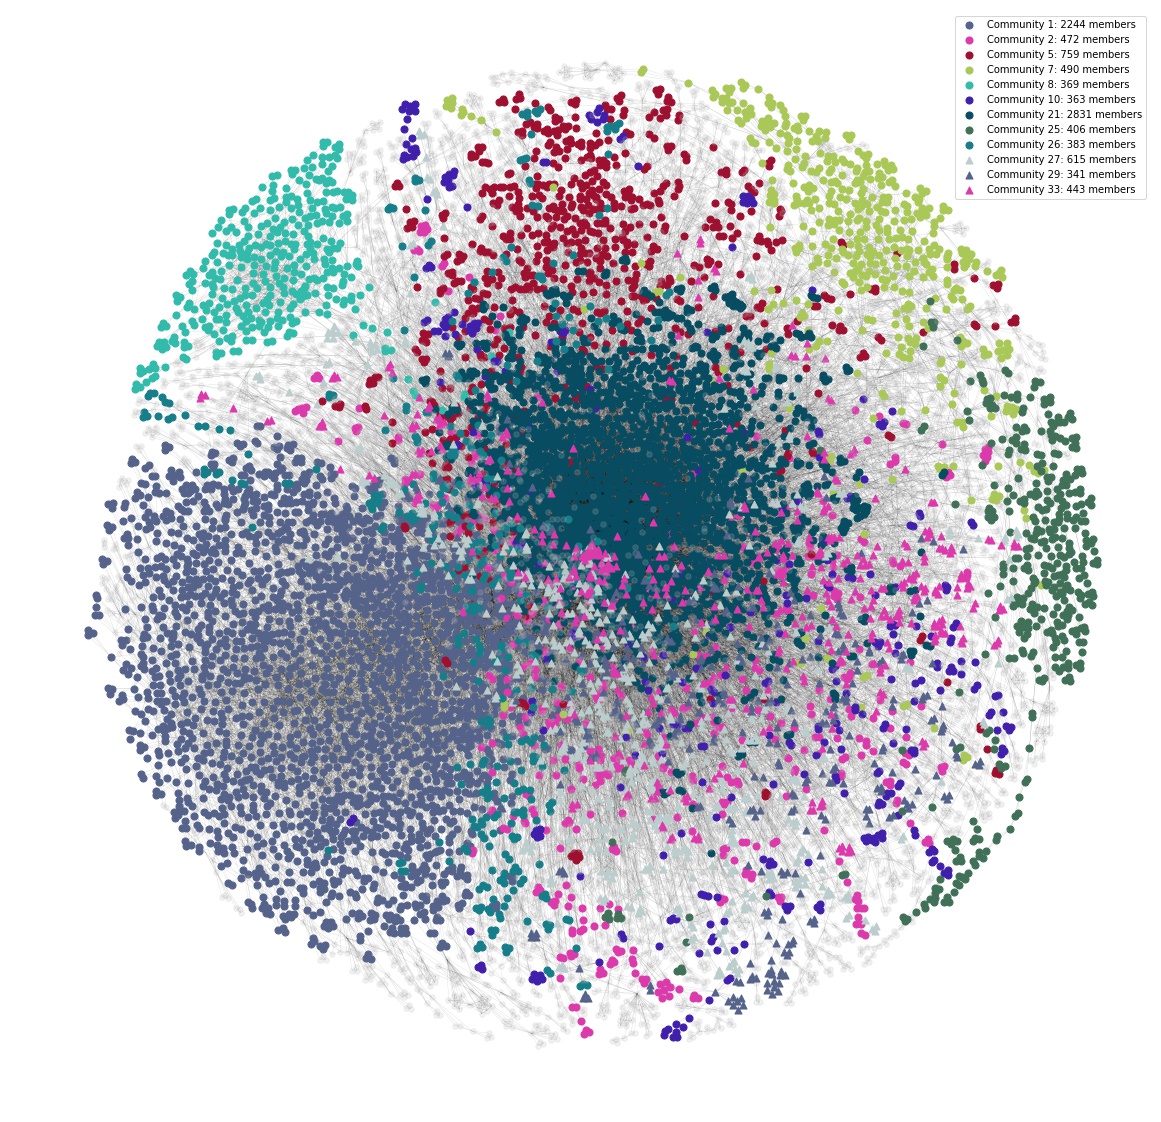 Community 1: 2244 members
Community 2: 472 members
Community 5: 759 members
Community 7: 490 members
Community 8: 369 members
Community 10: 363 members
Community 21: 2831 members
Community 25: 406 members
Community 26: 383 members
Community 27: 615 members
Community 29: 341 members
Community 33: 443 members